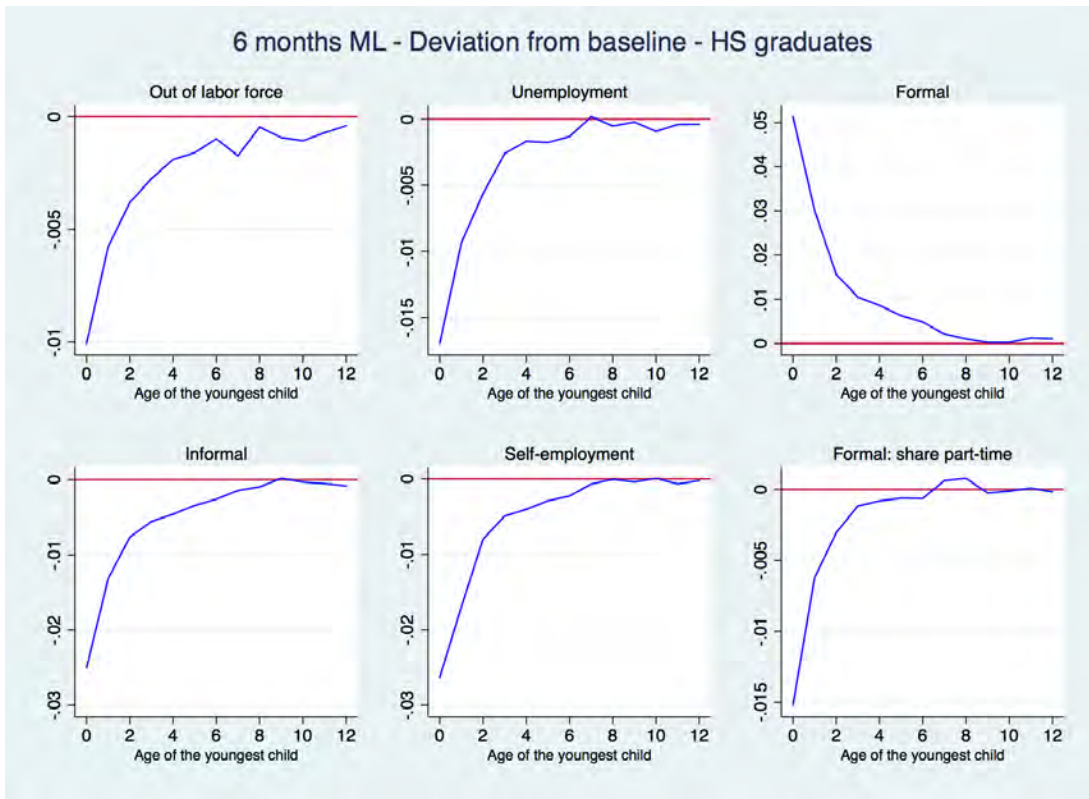 6 months ML - Deviation from baseline - HS graduates
Out of labor force
0
-.005
-.01
0 2 4 6 8 10 12
Age of the youngest child
Unemployment
0
-.005
-.01
-.015
0 2 4 6 8 10 12
Age of the youngest child
Formal
.05
.04
.03
.02
.01
0
0 2 4 6 8 10 12
Age of the youngest child
Informal
0
-.01
-.02
-.03
0 2 4 6 8 10 12
Age of the youngest child
Self-employment
0
-.01
-.02
-.03
0 2 4 6 8 10 12
Age of the youngest child
Formal: share part-time
0
-.005
-.01
-.015
0 2 4 6 8 10 12
Age of the youngest child